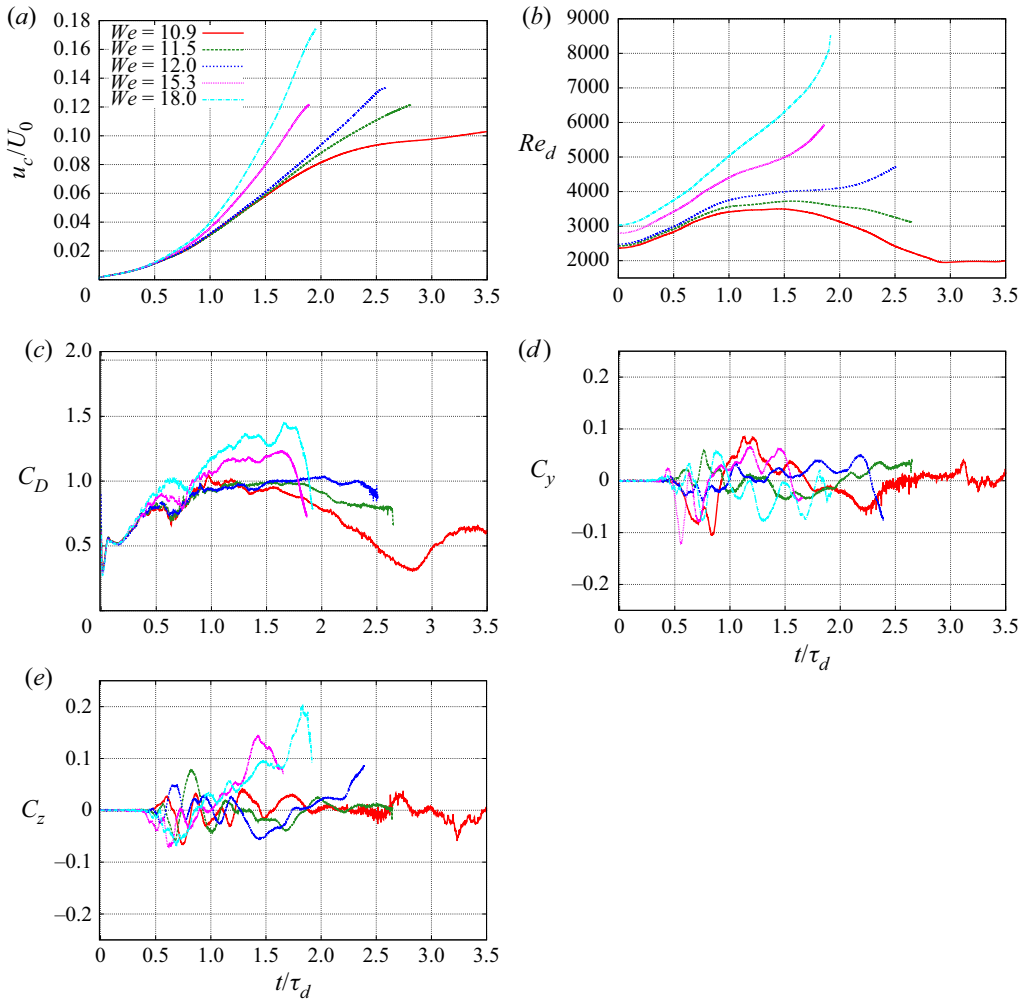 (a)
0.18
0.16
0.14
0.12
0.10
0.08
0.06
0.04
0.02
u_c/U_0
We = 10.9
We = 11.5
We = 12.0
We = 15.3
We = 18.0
0 0.5 1.0 1.5 2.0 2.5 3.0 3.5
(b)
9000
8000
7000
6000
5000
4000
3000
2000
Re_d
0 0.5 1.0 1.5 2.0 2.5 3.0 3.5
(c)
2.0
1.5
1.0
0.5
C_D
0 0.5 1.0 1.5 2 2.5 3.0 3.5
(d)
0.2
0.1
0
−0.1
−0.2
C_y
0 0.5 1.0 1.5 2.0 2.5 3.0 3.5
t/τ_d
(e)
0.2
0.1
0
−0.1
−0.2
C_z
0 0.5 1.0 1.5 2.0 2.5 3.0 3.5
t/τ_d